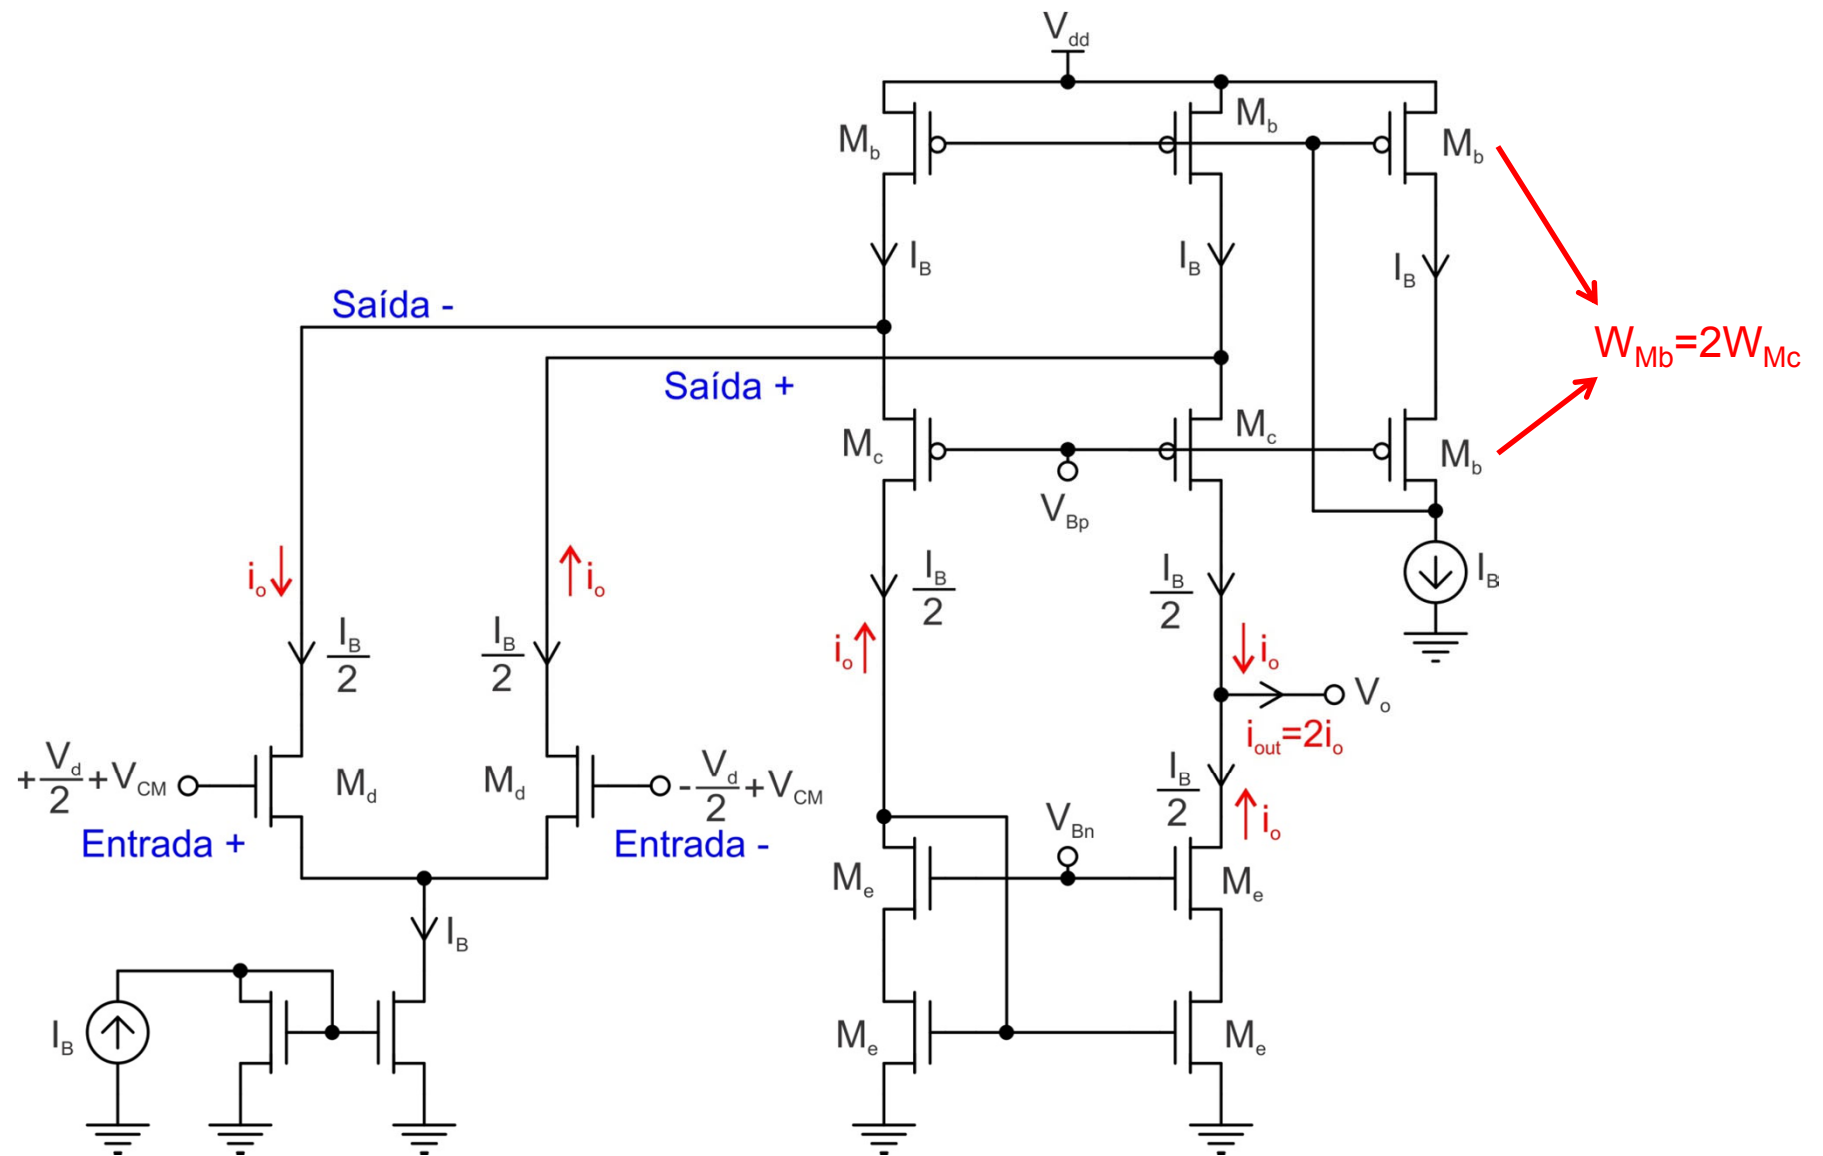 Vdd
Mb
Mb
Mb
IB
IB
IB
Saída -
Saída +
WMb=2WMc
Mc
Mc
Mb
VBp
io
io
IB/2
IB/2
IB/2
IB/2
IB
io
io
Vo
iout=2io
+Vd/2+VCM
Md
Md
-Vd/2+VCM
IB/2
io
Entrada +
Entrada -
VBn
Me
Me
IB
IB
Me
Me